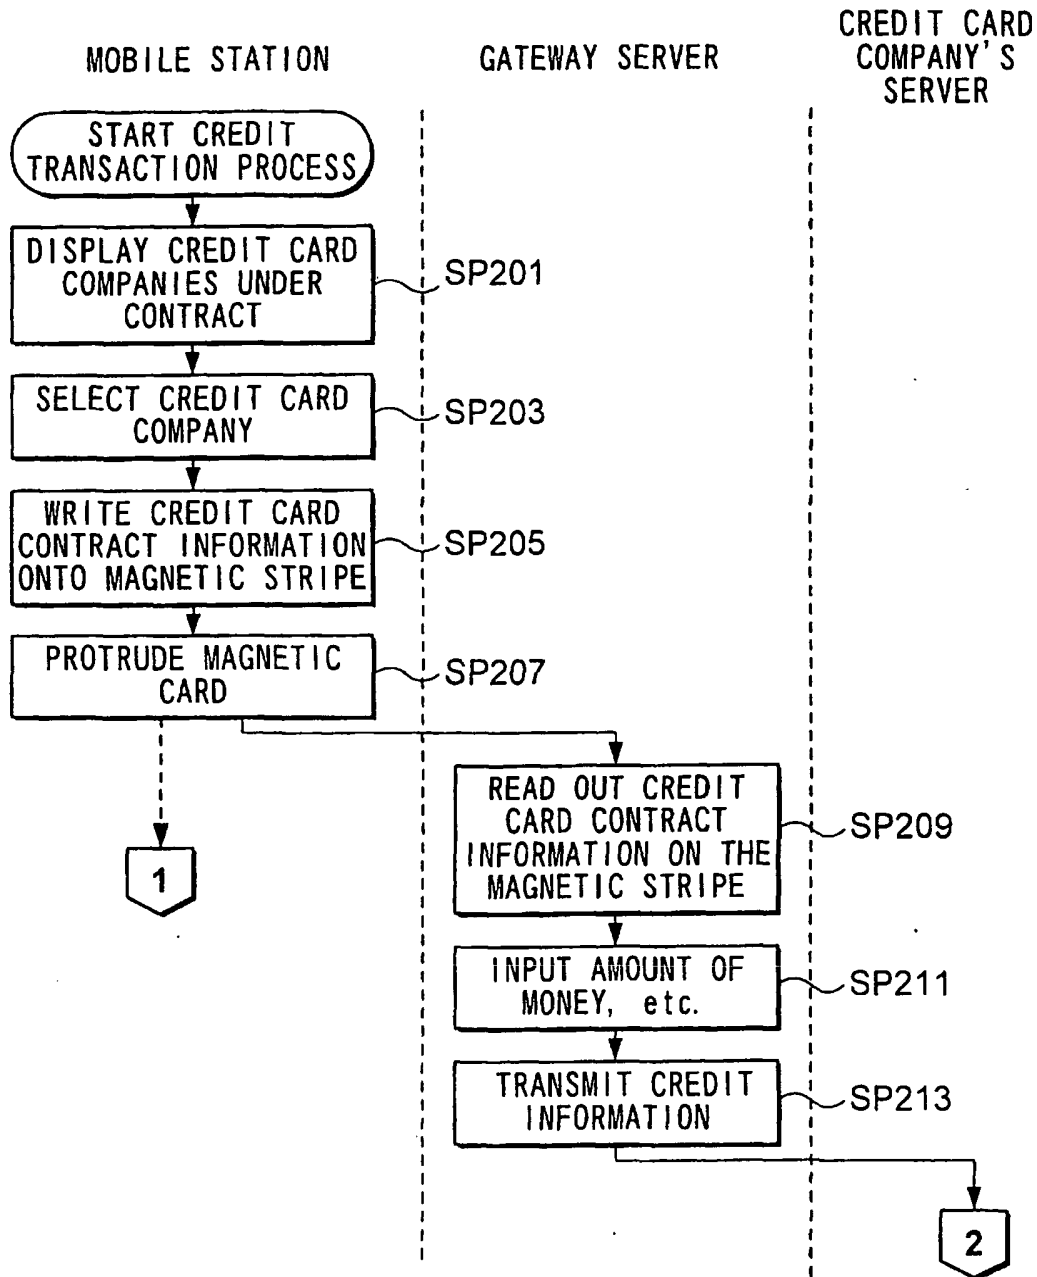 MOBILE STATION
GATEWAY SERVER
CREDIT CARD
COMPANY'S
SERVER
START CREDIT
TRANSACTION PROCESS
DISPLAY CREDIT CARD
COMPANIES UNDER
CONTRACT
SP201
SELECT CREDIT CARD
COMPANY
SP203
WRITE CREDIT CARD
CONTRACT INFORMATION
ONTO MAGNETIC STRIPE
SP205
PROTRUDE MAGNETIC
CARD
SP207
READ OUT CREDIT
CARD CONTRACT
INFORMATION ON THE
MAGNETIC STRIPE
SP209
1
INPUT AMOUNT OF
MONEY, etc.
SP211
TRANSMIT CREDIT
INFORMATION
SP213
2